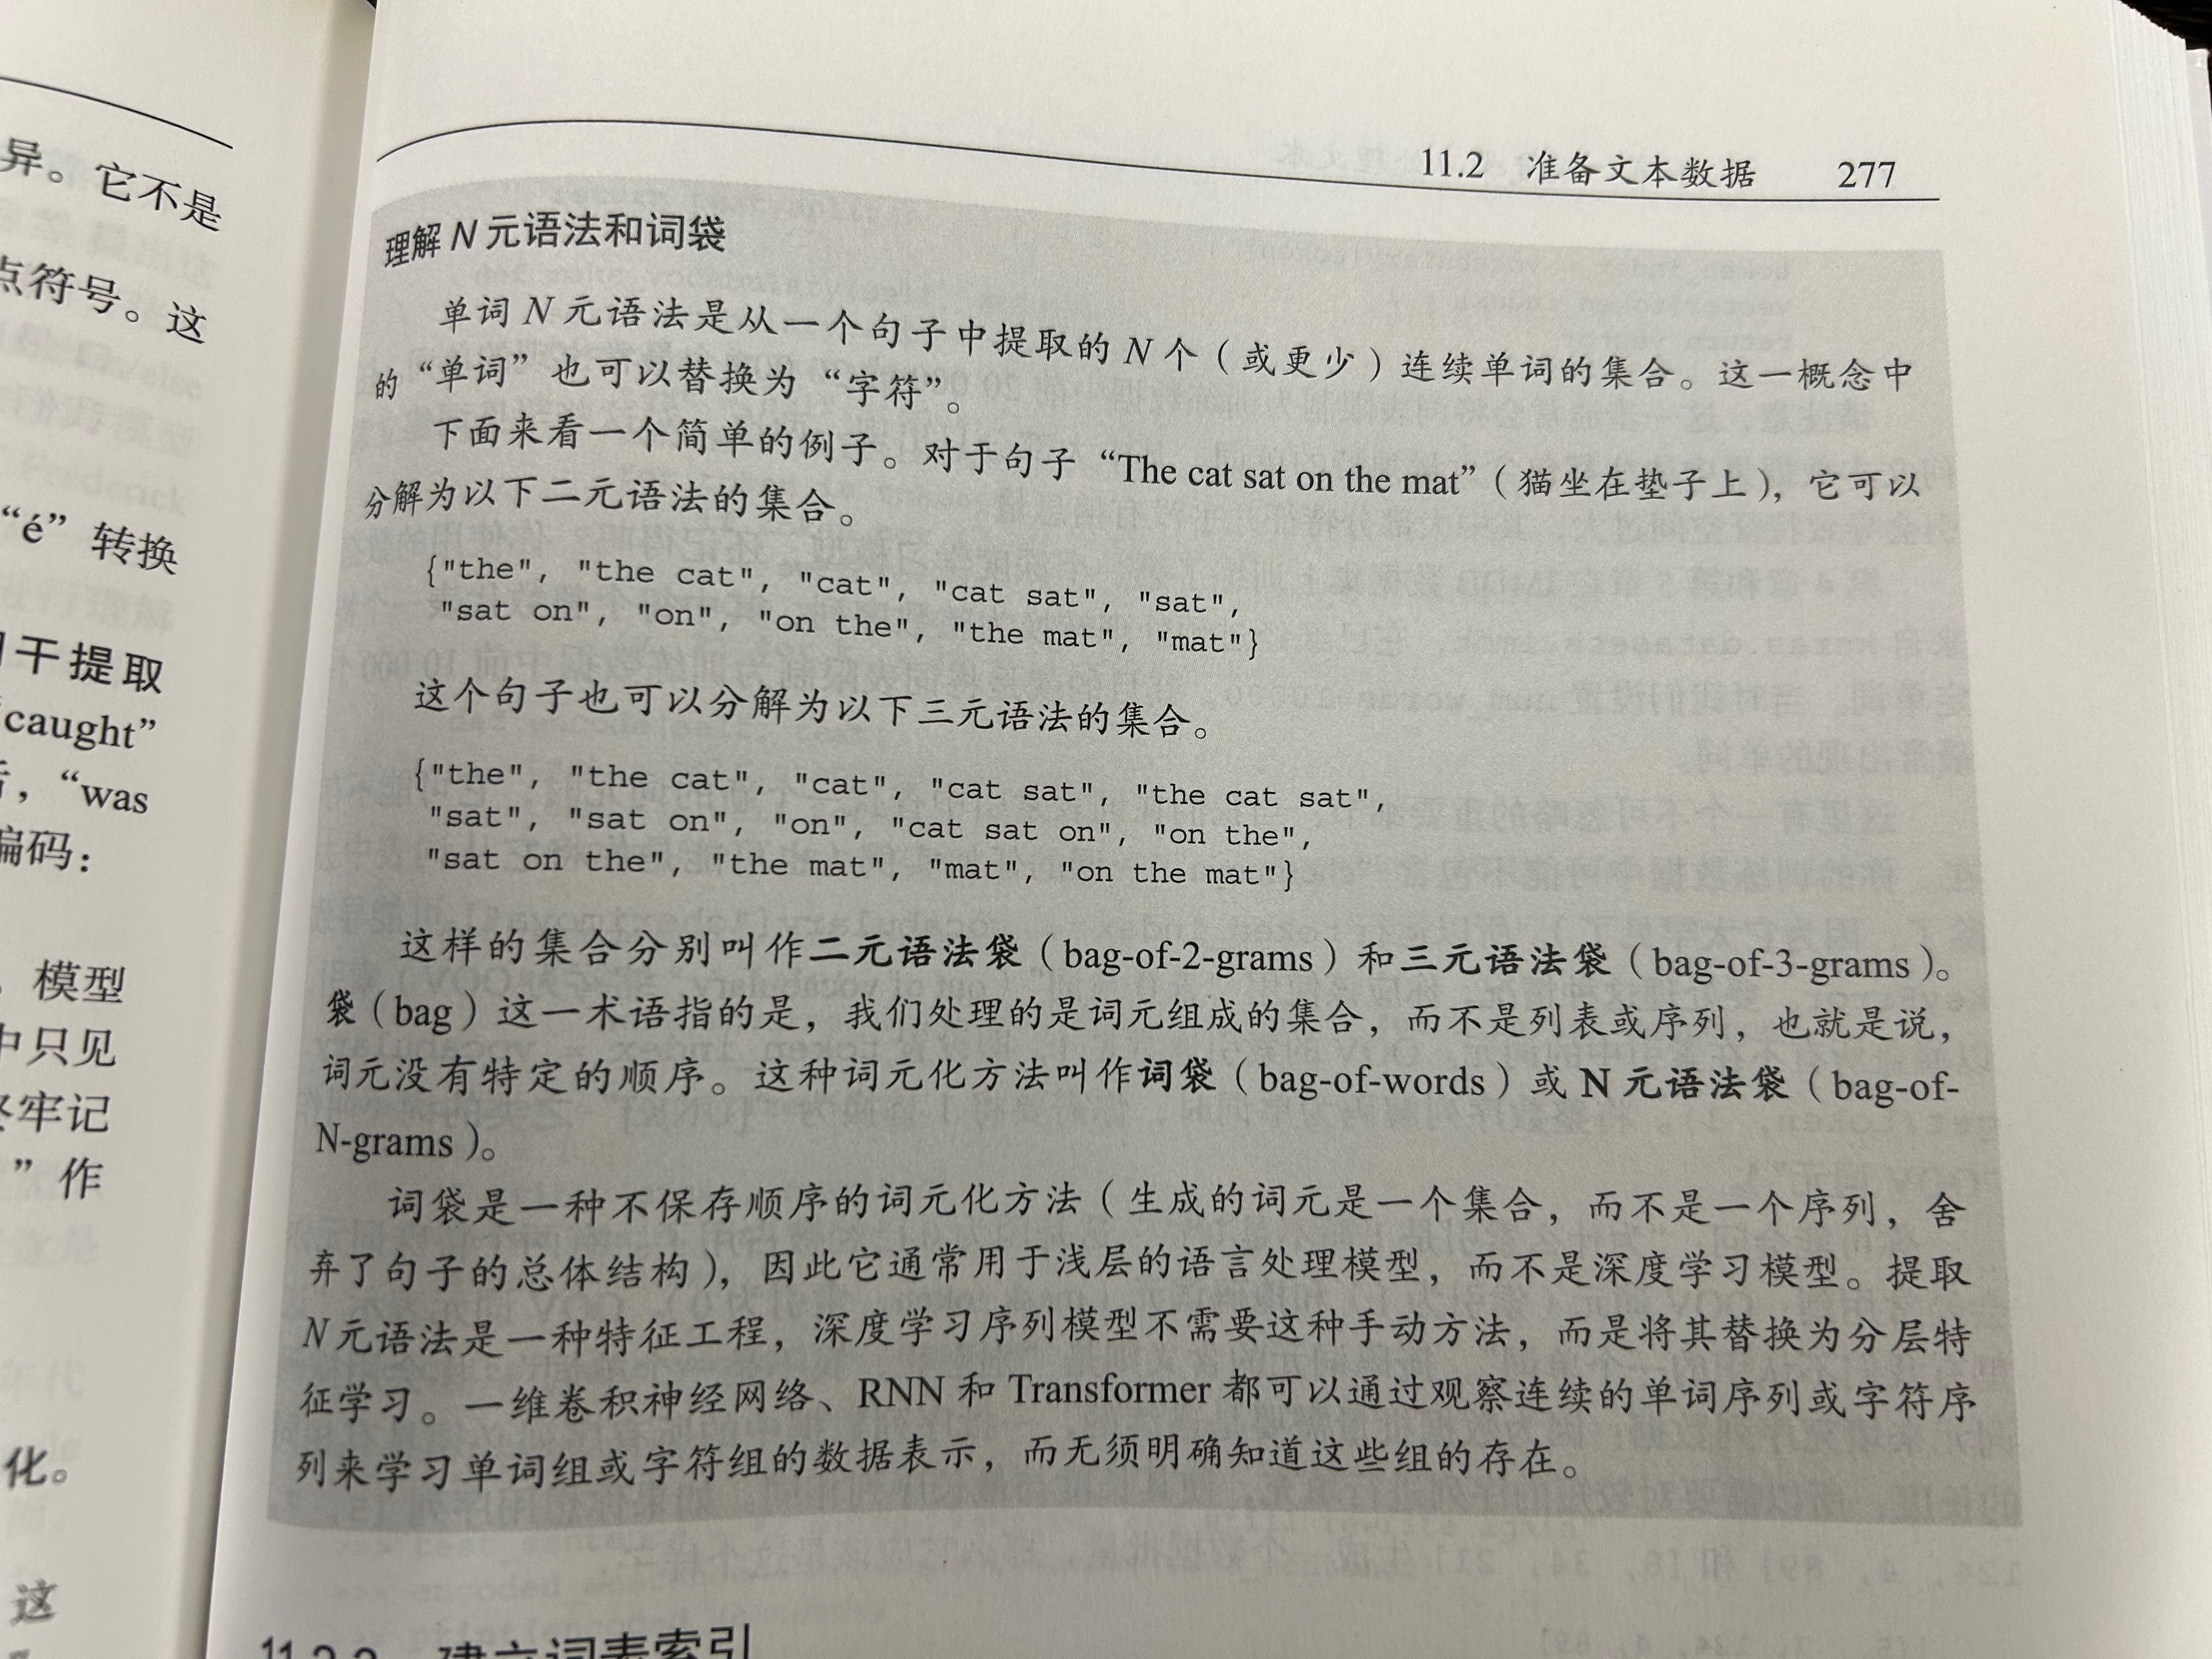 异。它不是
点符号。这
“é”转换
干提取
caught”
，“was
编码：
模型
中只见
牢记
”作
化。
这
11.2 准备文本数据 277
理解 N 元语法和词袋
单词 N 元语法是从一个句子中提取的 N 个（或更少）连续单词的集合。这一概念中
的“单词”也可以替换为“字符”。
下面来看一个简单的例子。对于句子“The cat sat on the mat”（猫坐在垫子上），它可以
分解为以下二元语法的集合。
{"the", "the cat", "cat", "cat sat", "sat",
"sat on", "on", "on the", "the mat", "mat"}
这个句子也可以分解为以下三元语法的集合。
{"the", "the cat", "cat", "cat sat", "the cat sat",
"sat", "sat on", "on", "cat sat on", "on the",
"sat on the", "the mat", "mat", "on the mat"}
这样的集合分别叫作二元语法袋（bag-of-2-grams）和三元语法袋（bag-of-3-grams）。
袋（bag）这一术语指的是，我们处理的是词元组成的集合，而不是列表或序列，也就是说，
词元没有特定的顺序。这种词元化方法叫作词袋（bag-of-words）或 N 元语法袋（bag-of-
N-grams）。
词袋是一种不保存顺序的词元化方法（生成的词元是一个集合，而不是一个序列，舍
弃了句子的总体结构），因此它通常用于浅层的语言处理模型，而不是深度学习模型。提取
N 元语法是一种特征工程，深度学习序列模型不需要这种手动方法，而是将其替换为分层特
征学习。一维卷积神经网络、RNN 和 Transformer 都可以通过观察连续的单词序列或字符序
列来学习单词组或字符组的数据表示，而无须明确知道这些组的存在。
建立词表索引